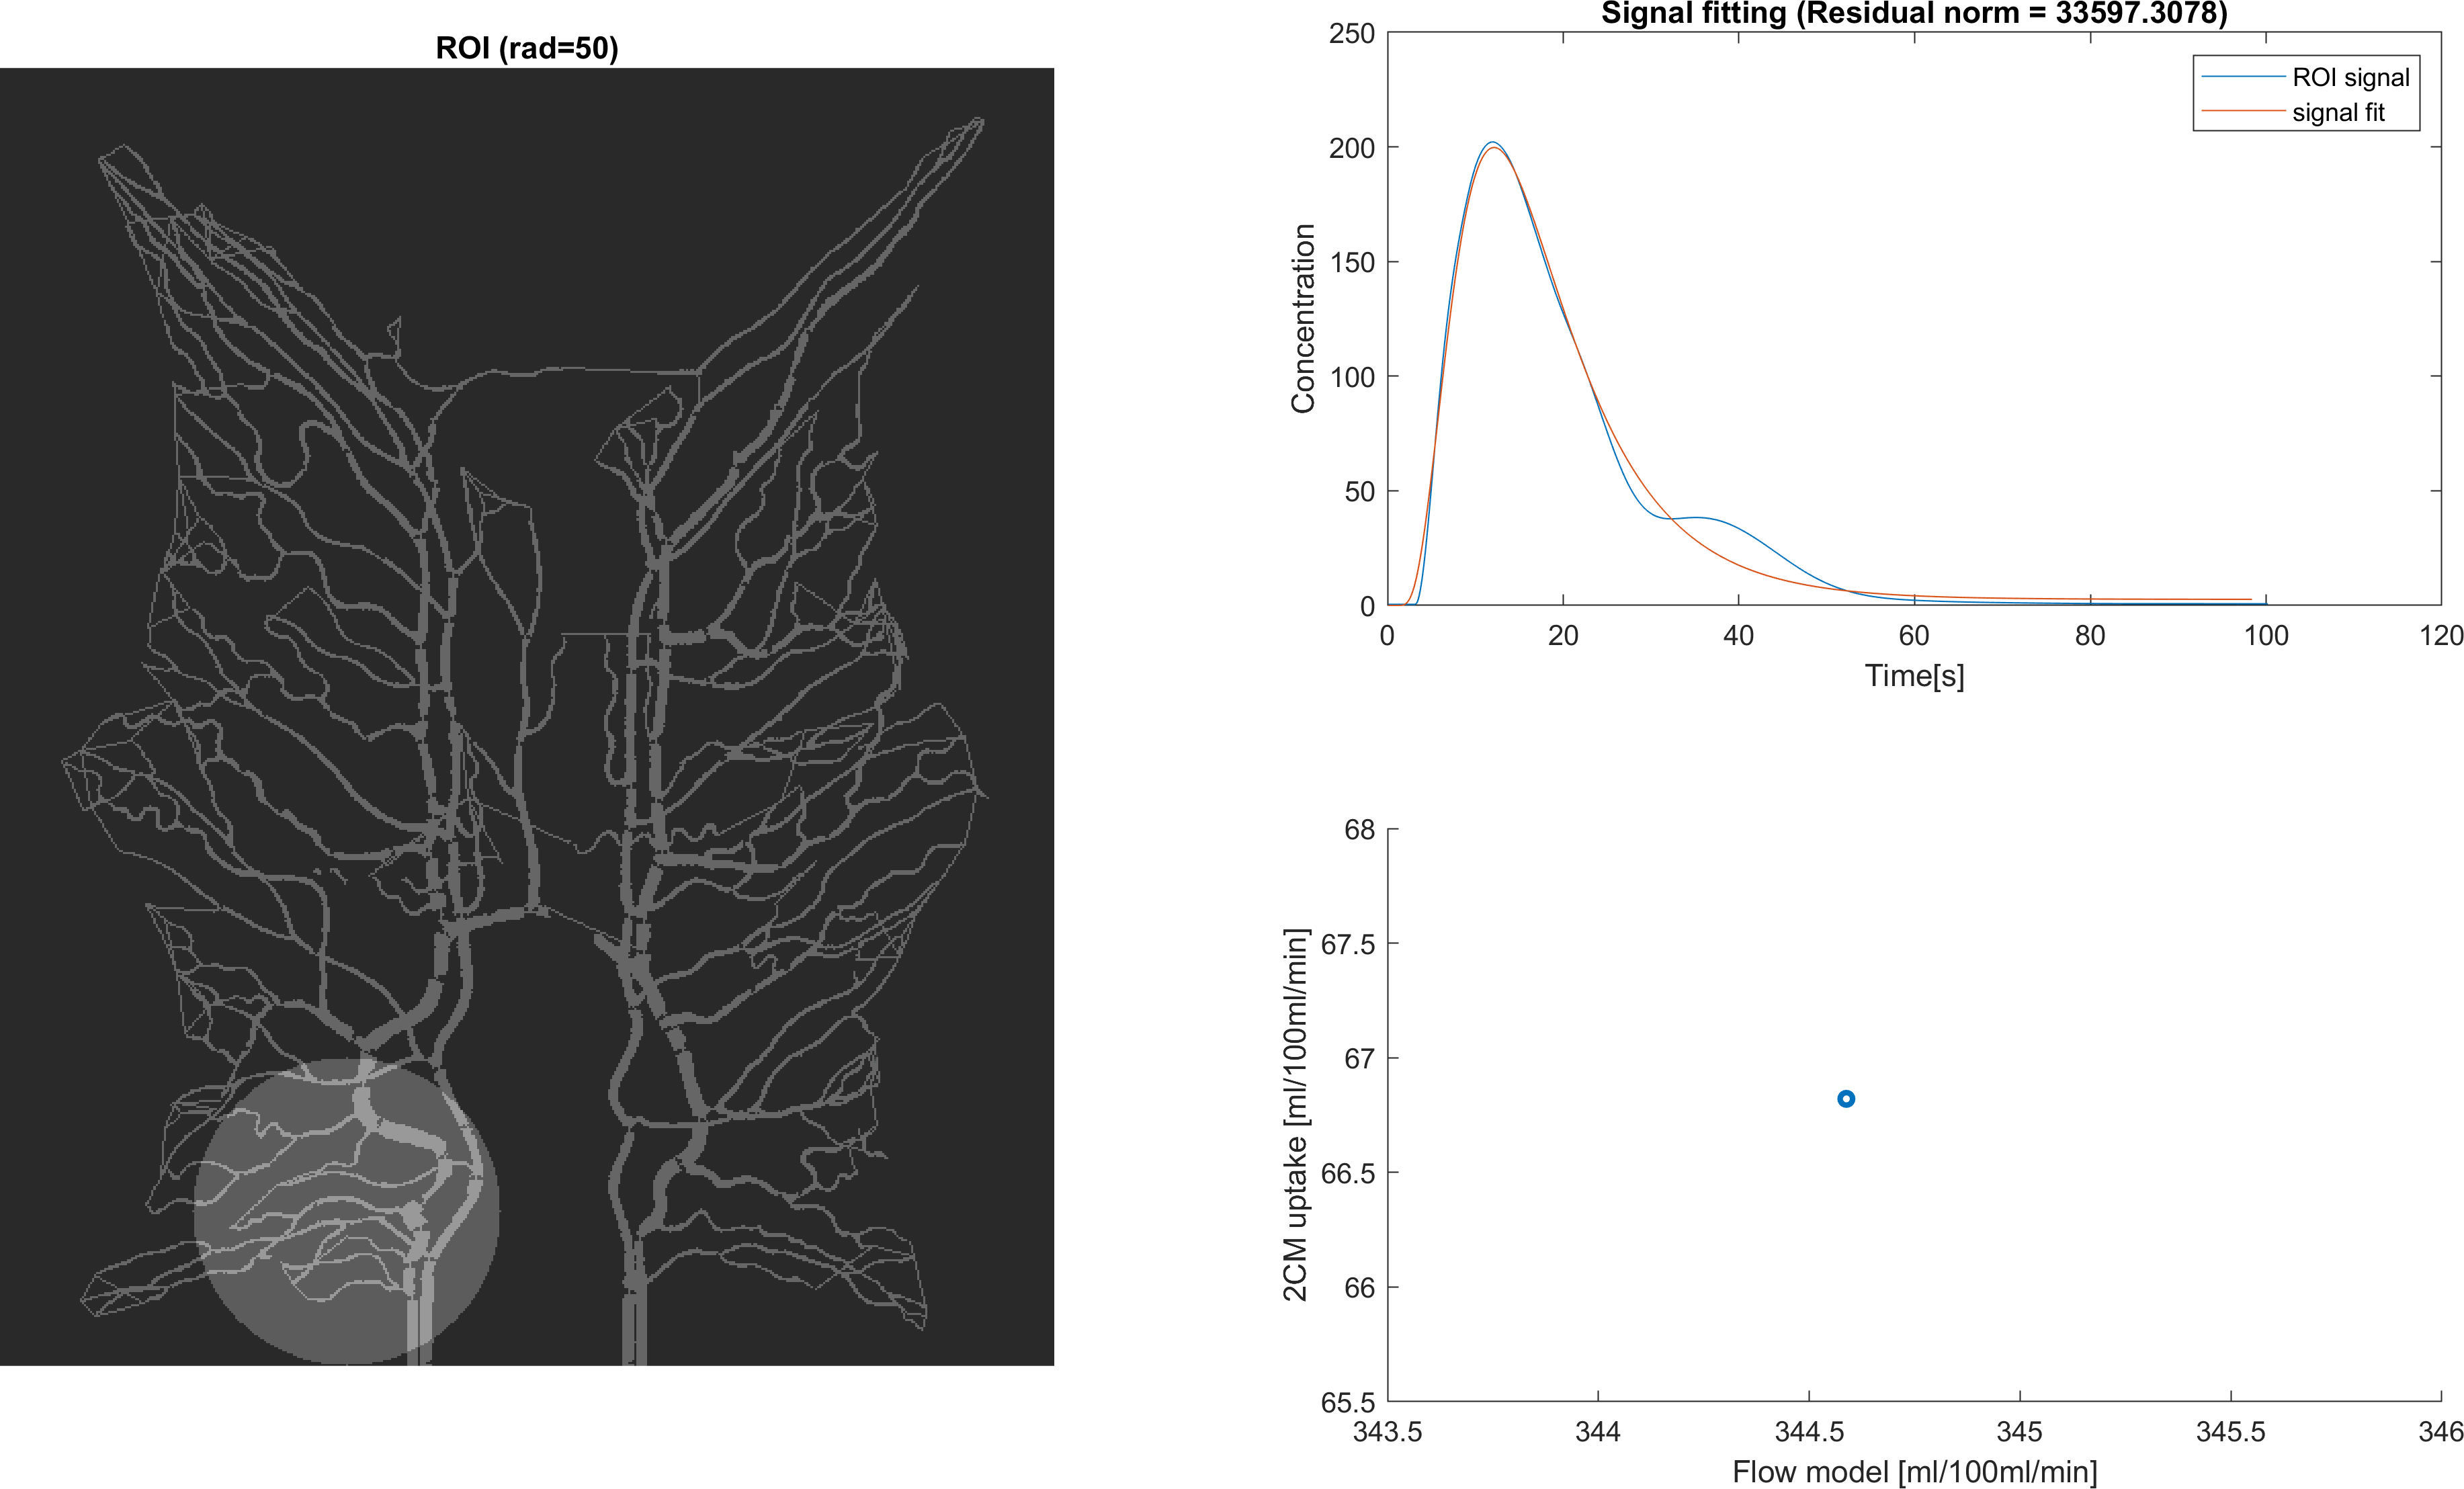 ROI (rad=50)
Signal fitting (Residual norm = 33597.3078)
250
200
150
100
50
0
Concentration
ROI signal
signal fit
0 20 40 60 80 100 120
Time[s]
68
67.5
67
66.5
66
65.5
2CM uptake [ml/100ml/min]
343.5 344 344.5 345 345.5 346
Flow model [ml/100ml/min]